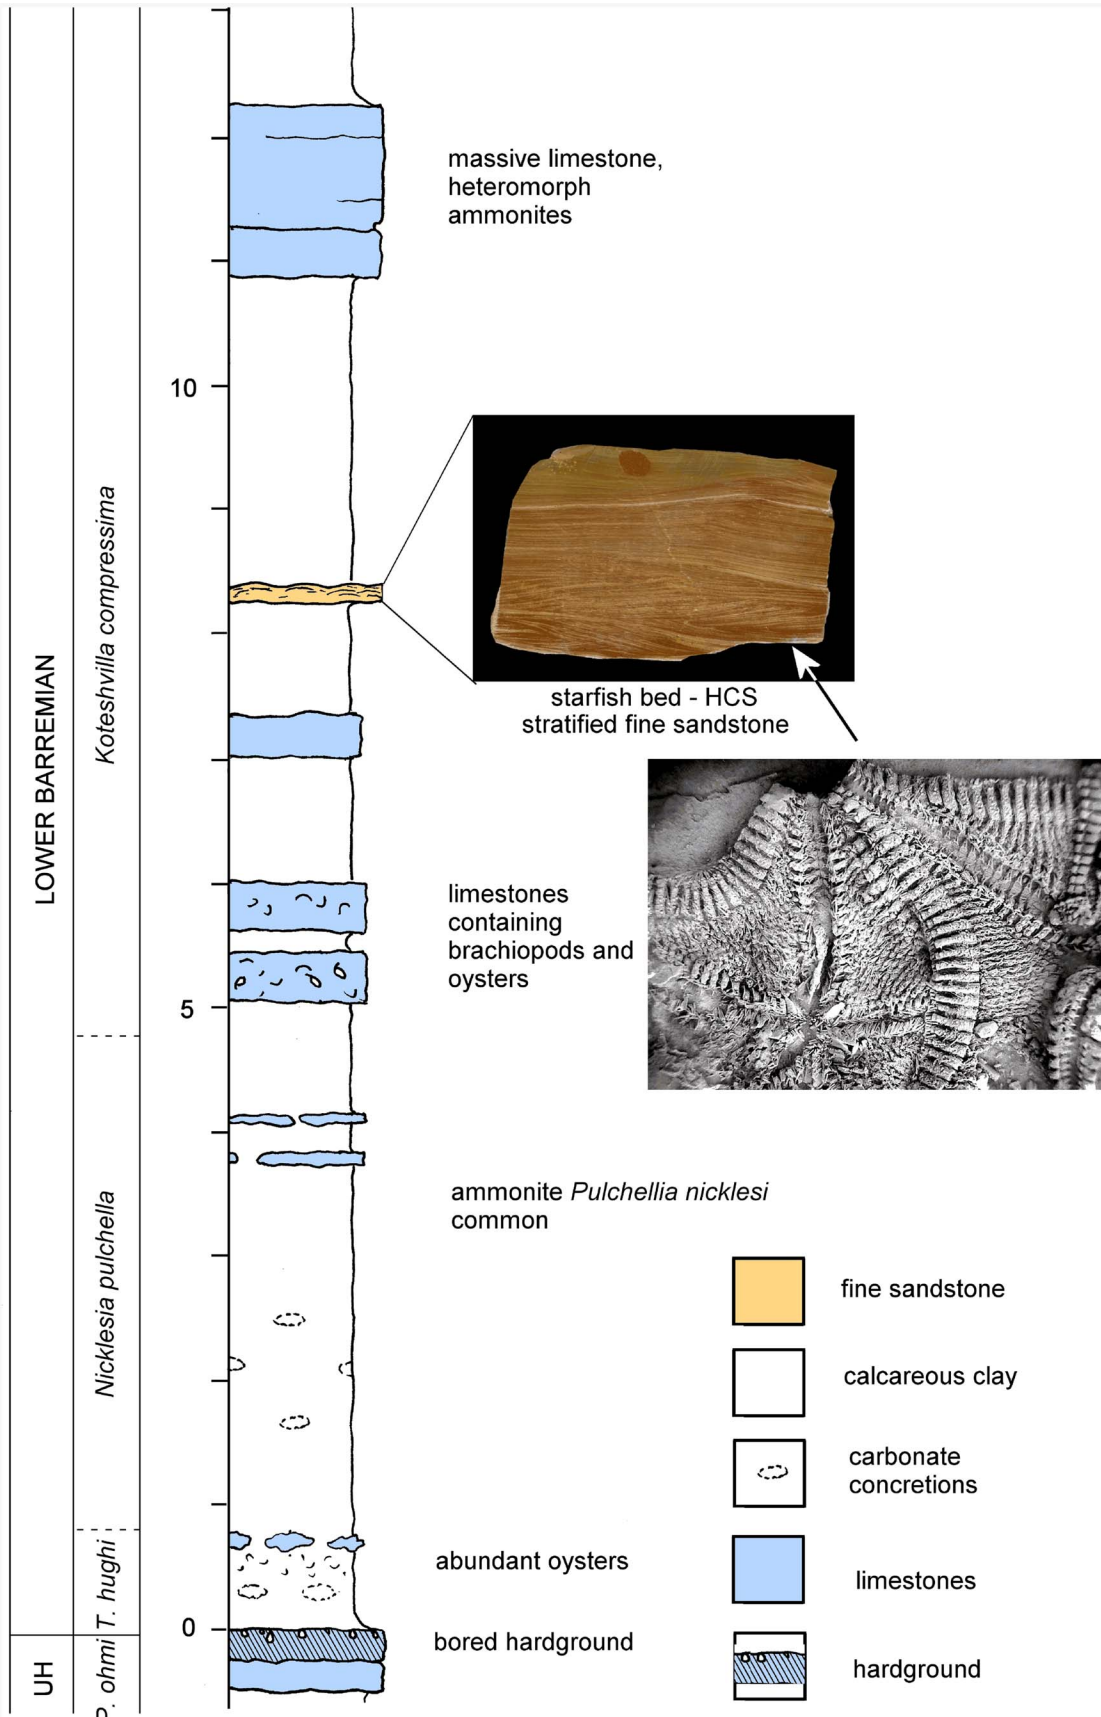 LOWER BARREMIAN
UH
Koteshvilla compressima
Nicklesia pulchella
T. hughi
P. ohmi
10
5
0
massive limestone,
heteromorph
ammonites
starfish bed - HCS
stratified fine sandstone
limestones
containing
brachiopods and
oysters
ammonite Pulchellia nicklesi
common
abundant oysters
bored hardground
fine sandstone
calcareous clay
carbonate
concretions
limestones
hardground